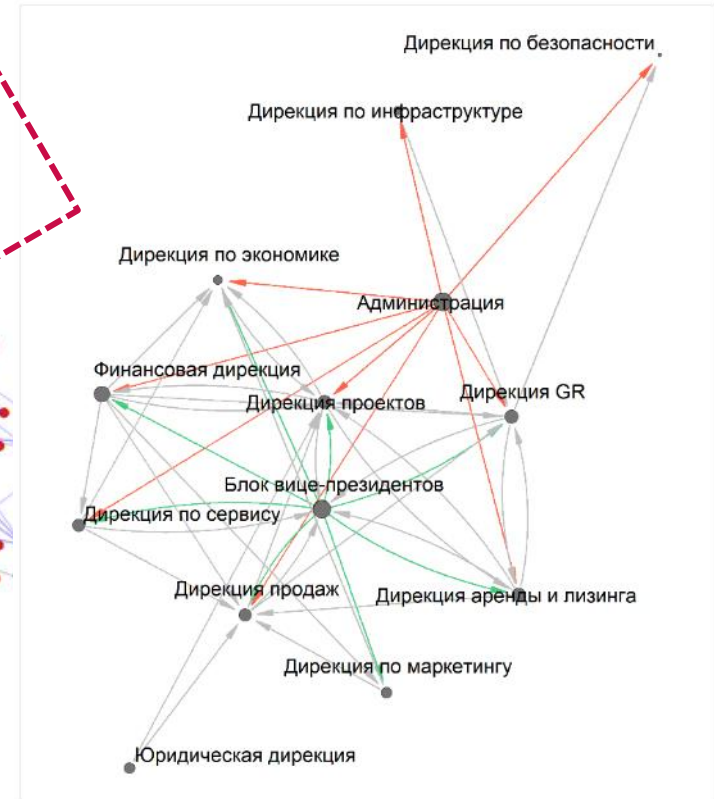 Дирекция по безопасности
Дирекция по инфраструктуре
Дирекция по экономике
Администрация
Финансовая дирекция
Дирекция GR
Дирекция проектов
Блок вице-президентов
Дирекция по сервису
Дирекция продаж
Дирекция аренды и лизинга
Дирекция по маркетингу
Юридическая дирекция